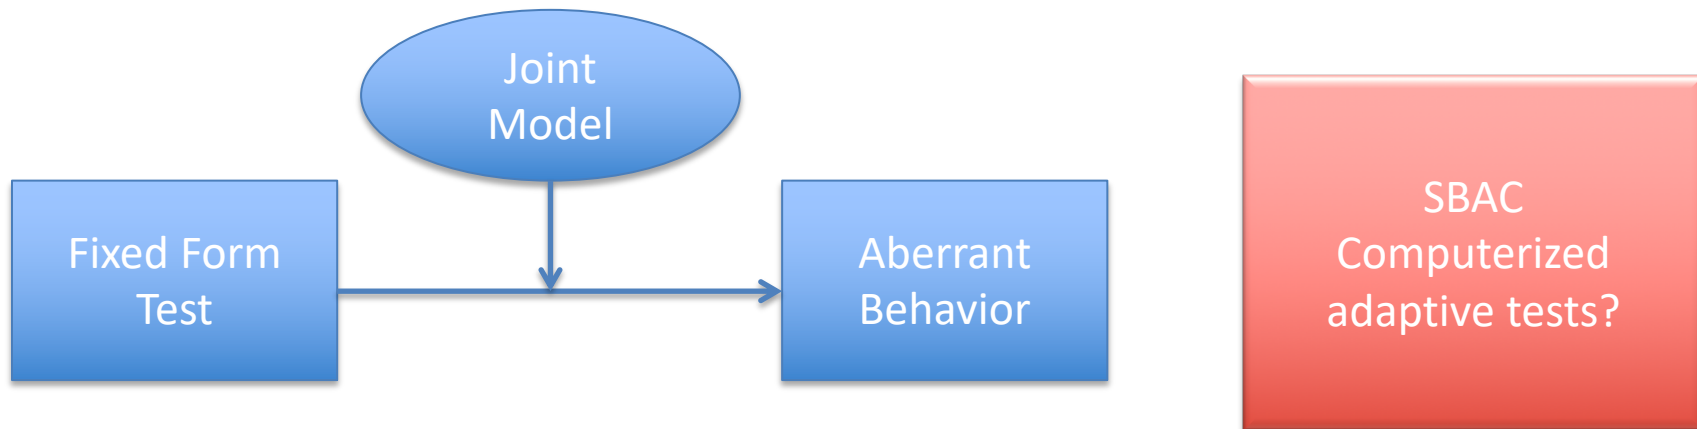 Joint
Model
Fixed Form
Test
Aberrant
Behavior
SBAC
Computerized
adaptive tests?